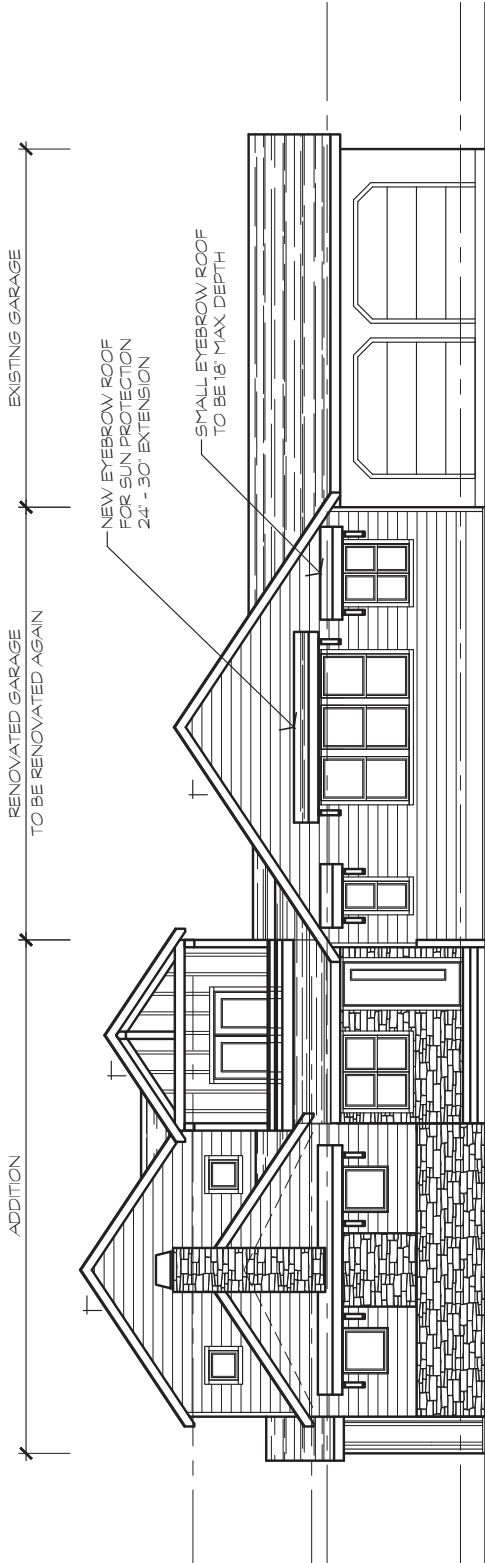 ADDITION
RENOVATED GARAGE
TO BE RENOVATED AGAIN
EXISTING GARAGE
NEW EYEBROW ROOF
FOR SUN PROTECTION
24" - 30" EXTENSION
SMALL EYEBROW ROOF
TO BE 18" MAX. DEPTH